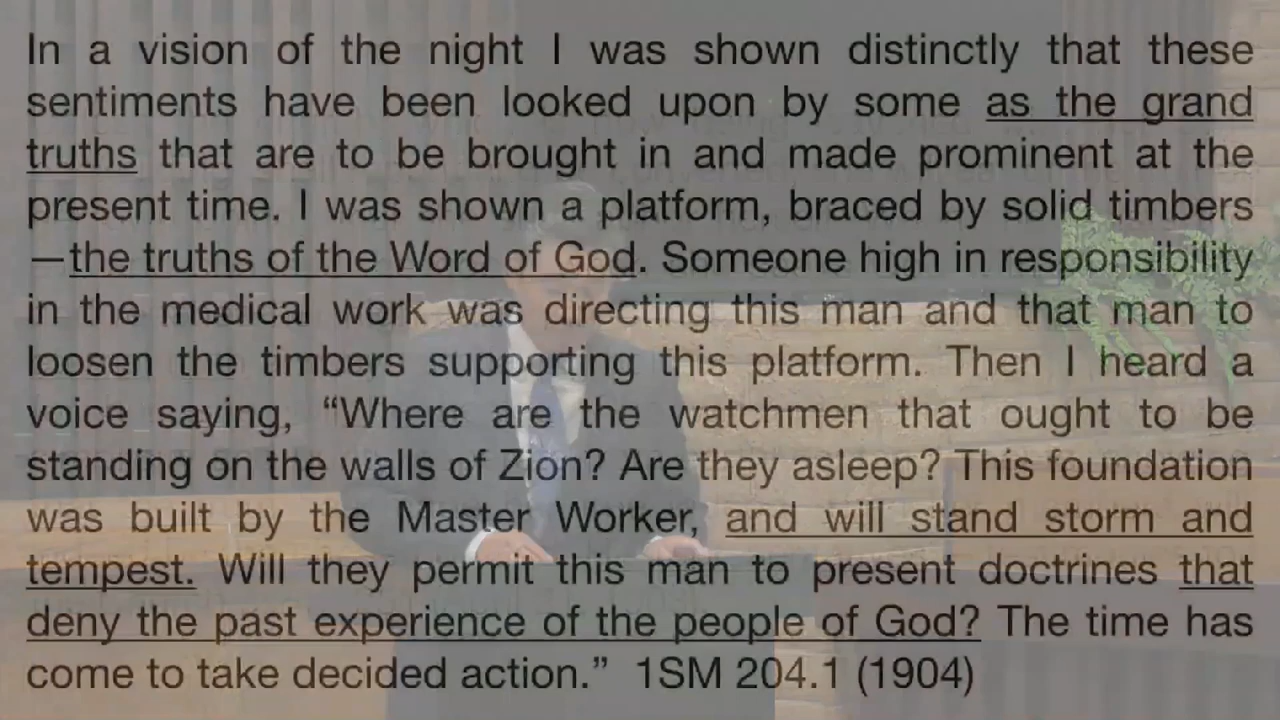 In a vision of the night I was shown distinctly that these
sentiments have been looked upon by some as the grand
truths that are to be brought in and made prominent at the
present time. I was shown a platform, braced by solid timbers
—the truths of the Word of God. Someone high in responsibility
in the medical work was directing this man and that man to
loosen the timbers supporting this platform. Then I heard a
voice saying, “Where are the watchmen that ought to be
standing on the walls of Zion? Are they asleep? This foundation
was built by the Master Worker, and will stand storm and
tempest. Will they permit this man to present doctrines that
deny the past experience of the people of God? The time has
come to take decided action.” 1SM 204.1 (1904)